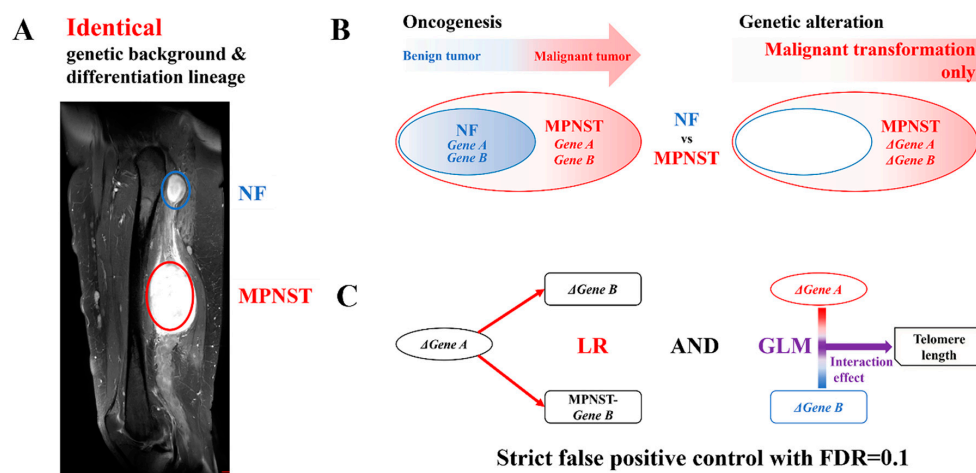 A
Identical
genetic background &
differentiation lineage
NF
MPNST
B
Oncogenesis
Benign tumor
Malignant tumor
NF
Gene A
Gene B
MPNST
Gene A
Gene B
NF
vs
MPNST
Genetic alteration
Malignant transformation
only
MPNST
ΔGene A
ΔGene B
C
ΔGene A
ΔGene B
LR
MPNST-
Gene B
AND
ΔGene A
GLM
Interaction
effect
Telomere
length
ΔGene B
Strict false positive control with FDR=0.1